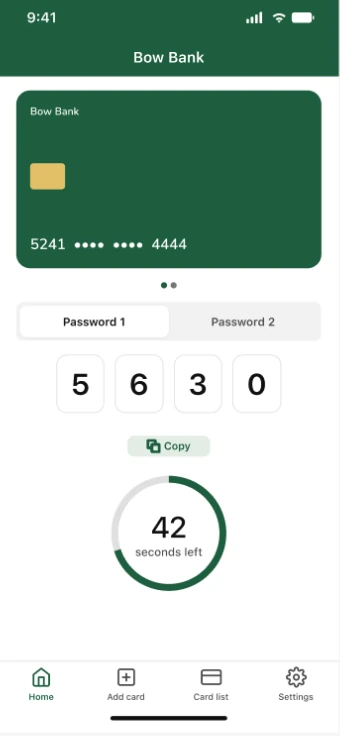 9:41
Bow Bank
Bow Bank
5241 •••• •••• 4444
Password 1 Password 2
5 6 3 0
Copy
42
seconds left
Home Add card Card list Settings